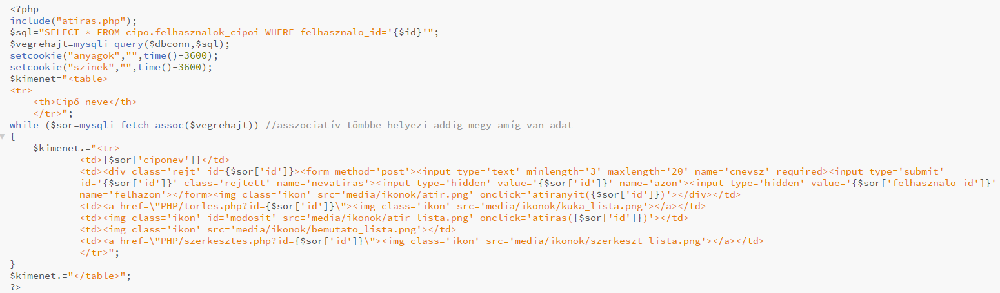 <?php
include("atiras.php");
$sql="SELECT * FROM cipo.felhasznalok_cipoi WHERE felhasznalo_id='{$id}'";
$vegrehajt=mysqli_query($dbconn,$sql);
setcookie("anyagok","",time()-3600);
setcookie("szinek","",time()-3600);
$kimenet="<table>
<tr>
    <th>Cipő neve</th>
    </tr>";
while ($sor=mysqli_fetch_assoc($vegrehajt)) //asszociatív tömbbe helyezi addig megy amíg van adat
{
    $kimenet.="<tr>
            <td>{$sor['ciponev']}</td>
            <td><div class='rejt' id={$sor['id']}><form method='post'><input type='text' minlength='3' maxlength='20' name='cnevsz' required><input type='submit'
            id='{$sor['id']}' class='rejtett' name='nevatiras'><input type='hidden' value='{$sor['id']}' name='azon'><input type='hidden' value='{$sor['felhasznalo_id']}'
            name='felhazon'></form><img class='ikon' src='media/ikonok/atir.png' onclick='atiranyit({$sor['id']})'></div></td>
            <td><a href=\"PHP/torles.php?id={$sor['id']}\"><img class='ikon' src='media/ikonok/kuka_lista.png'></a></td>
            <td><img class='ikon' id='modosit' src='media/ikonok/atir_lista.png' onclick='atiras({$sor['id']})'></td>
            <td><img class='ikon' src='media/ikonok/bemutato_lista.png'></td>
            <td><a href=\"PHP/szerkesztes.php?id={$sor['id']}\"><img class='ikon' src='media/ikonok/szerkeszt_lista.png'></a></td>
            </tr>";
}
$kimenet.="</table>";
?>